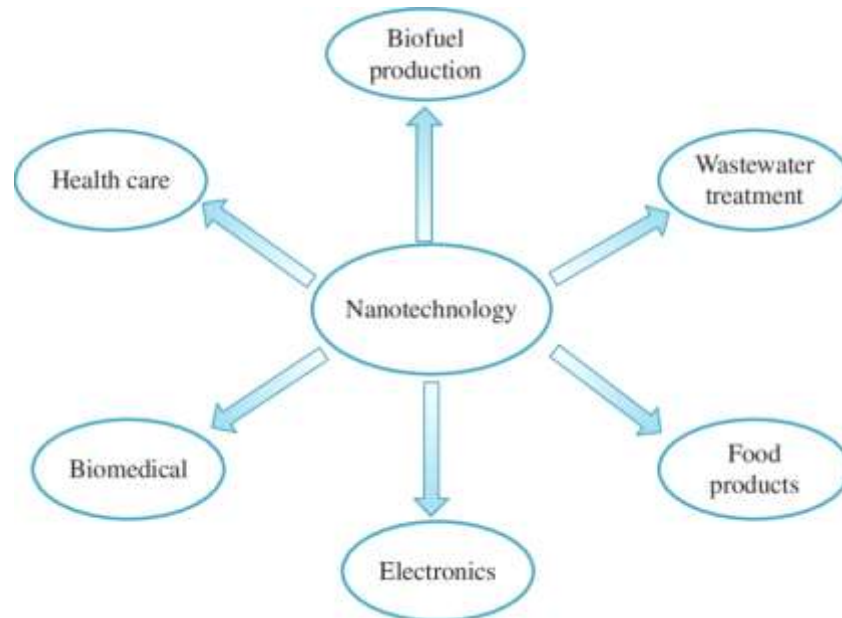 Biofuel
production
Health care
Wastewater
treatment
Nanotechnology
Biomedical
Food
products
Electronics